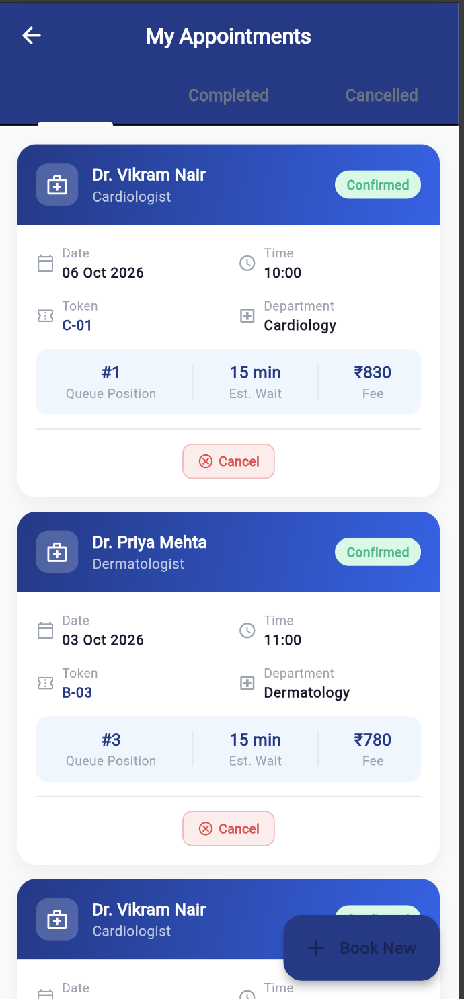 My Appointments
Completed Cancelled
Dr. Vikram Nair
Cardiologist
Confirmed
Date
06 Oct 2026
Time
10:00
Token
C-01
Department
Cardiology
#1
Queue Position
15 min
Est. Wait
₹830
Fee
Cancel
Dr. Priya Mehta
Dermatologist
Confirmed
Date
03 Oct 2026
Time
11:00
Token
B-03
Department
Dermatology
#3
Queue Position
15 min
Est. Wait
₹780
Fee
Cancel
Dr. Vikram Nair
Cardiologist
Book New
Date
Time